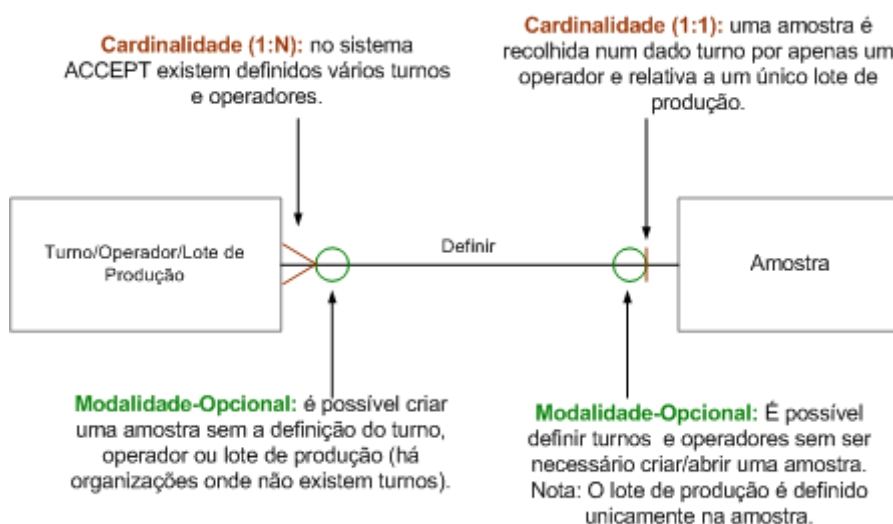 Cardinalidade (1:N): no sistema
ACCEPT existem definidos vários turnos
e operadores.
Cardinalidade (1:1): uma amostra é
recolhida num dado turno por apenas um
operador e relativa a um único lote de
produção.
Turno/Operador/Lote de
Produção
Definir
Amostra
Modalidade-Opcional: é possível criar
uma amostra sem a definição do turno,
operador ou lote de produção (há
organizações onde não existem turnos).
Modalidade-Opcional: É possível
definir turnos e operadores sem ser
necessário criar/abrir uma amostra.
Nota: O lote de produção é definido
unicamente na amostra.